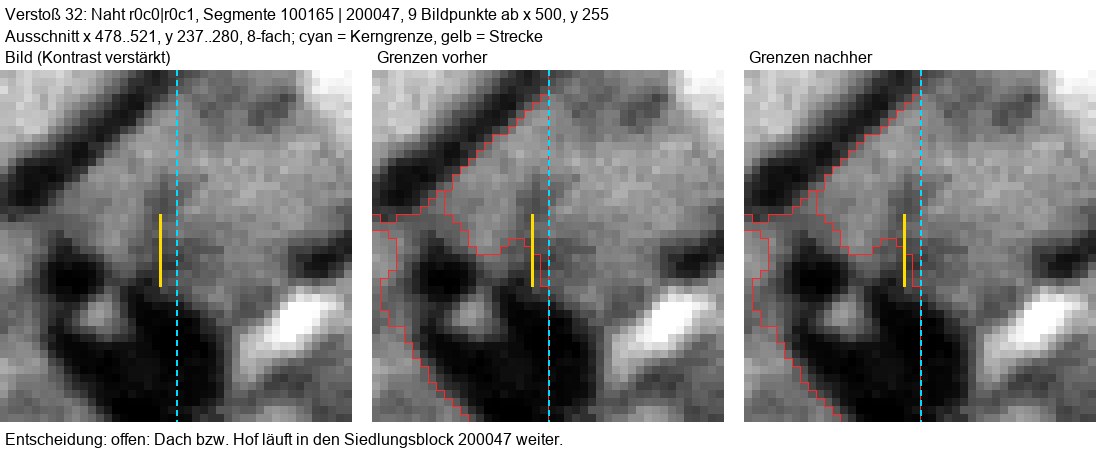 Verstoß 32: Naht r0c0|r0c1, Segmente 100165 | 200047, 9 Bildpunkte ab x 500, y 255
Ausschnitt x 478..521, y 237..280, 8-fach; cyan = Kerngrenze, gelb = Strecke
Bild (Kontrast verstärkt) Grenzen vorher Grenzen nachher
Entscheidung: offen: Dach bzw. Hof läuft in den Siedlungsblock 200047 weiter.